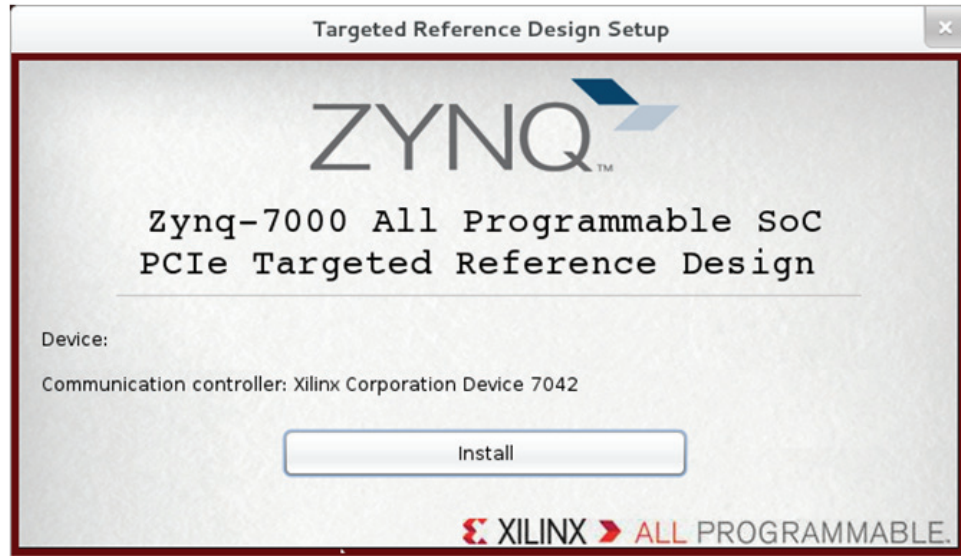 Targeted Reference Design Setup
ZYNQ™
Zynq-7000 All Programmable SoC
PCIe Targeted Reference Design
Device:
Communication controller: Xilinx Corporation Device 7042
Install
XILINX ALL PROGRAMMABLE.